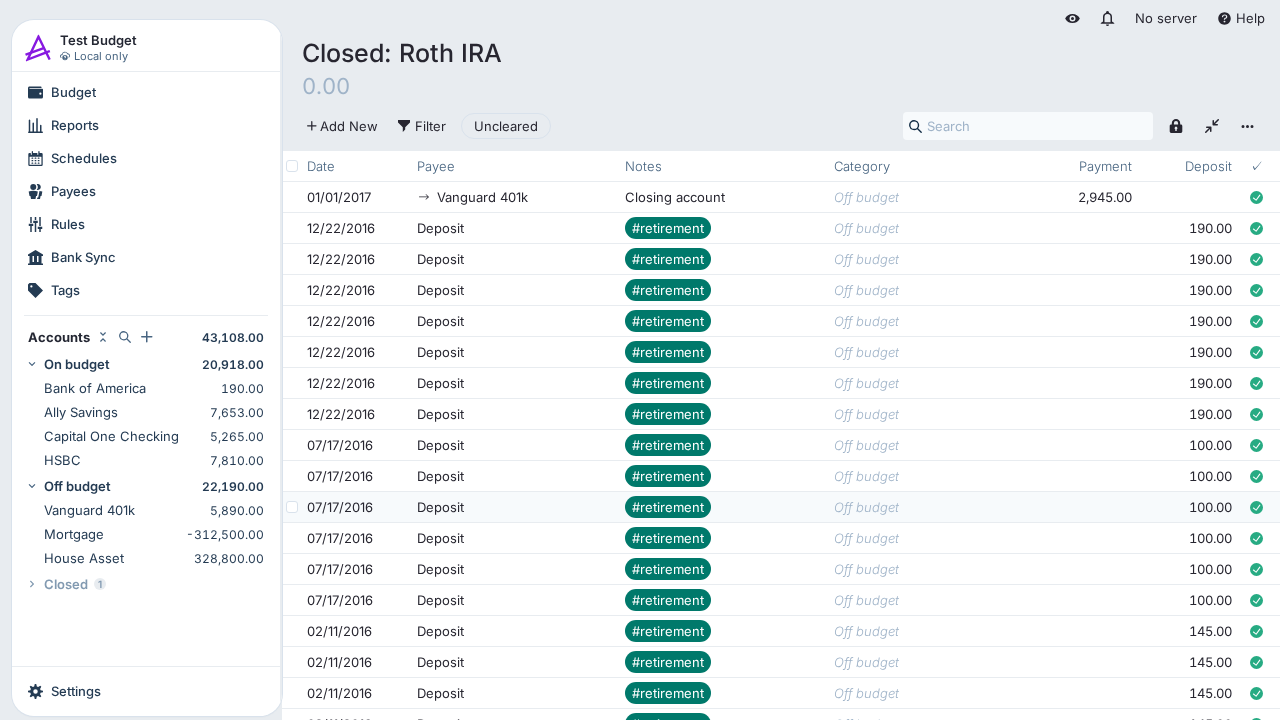 No server
Help
Test Budget
Local only
Budget
Reports
Schedules
Payees
Rules
Bank Sync
Tags
Accounts 43,108.00
On budget 20,918.00
Bank of America 190.00
Ally Savings 7,653.00
Capital One Checking 5,265.00
HSBC 7,810.00
Off budget 22,190.00
Vanguard 401k 5,890.00
Mortgage -312,500.00
House Asset 328,800.00
Closed 1
Settings
Closed: Roth IRA
0.00
Add New Filter Uncleared Search
Date Payee Notes Category Payment Deposit
01/01/2017 Vanguard 401k Closing account Off budget 2,945.00
12/22/2016 Deposit #retirement Off budget 190.00
12/22/2016 Deposit #retirement Off budget 190.00
12/22/2016 Deposit #retirement Off budget 190.00
12/22/2016 Deposit #retirement Off budget 190.00
12/22/2016 Deposit #retirement Off budget 190.00
12/22/2016 Deposit #retirement Off budget 190.00
12/22/2016 Deposit #retirement Off budget 190.00
07/17/2016 Deposit #retirement Off budget 100.00
07/17/2016 Deposit #retirement Off budget 100.00
07/17/2016 Deposit #retirement Off budget 100.00
07/17/2016 Deposit #retirement Off budget 100.00
07/17/2016 Deposit #retirement Off budget 100.00
07/17/2016 Deposit #retirement Off budget 100.00
02/11/2016 Deposit #retirement Off budget 145.00
02/11/2016 Deposit #retirement Off budget 145.00
02/11/2016 Deposit #retirement Off budget 145.00